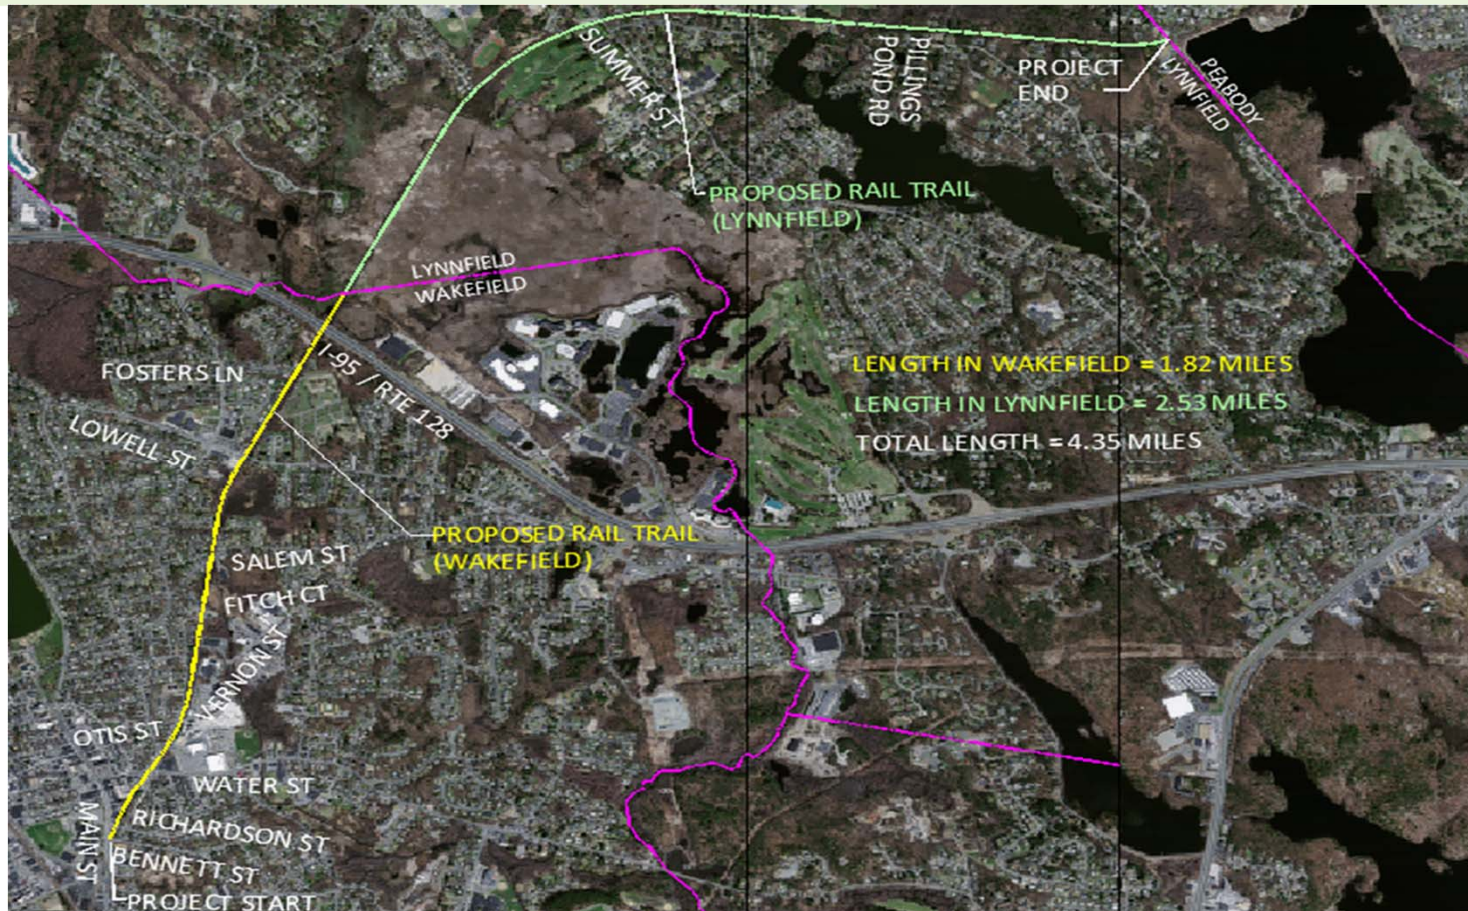 SUMMER ST
PILLINGS
POND RD
PROJECT
END
PEABODY
LYNNFIELD
PROPOSED RAIL TRAIL
(LYNNFIELD)
LYNNFIELD
WAKEFIELD
I-95 / RTE 128
FOSTERS LN
LOWELL ST
LENGTH IN WAKEFIELD = 1.82 MILES
LENGTH IN LYNNFIELD = 2.53 MILES
TOTAL LENGTH = 4.35 MILES
PROPOSED RAIL TRAIL
(WAKEFIELD)
SALEM ST
FITCH CT
VERNON ST
OTIS ST
WATER ST
MAIN ST
RICHARDSON ST
BENNETT ST
PROJECT START